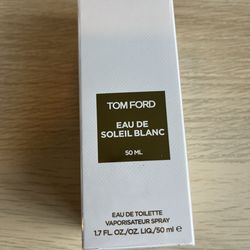 TOM FORD
EAU DE
SOLEIL BLANC
50 ML
EAU DE TOILETTE
VAPORISATEUR SPRAY
1.7 FL. OZ./OZ. LIQ./50 ml ℮